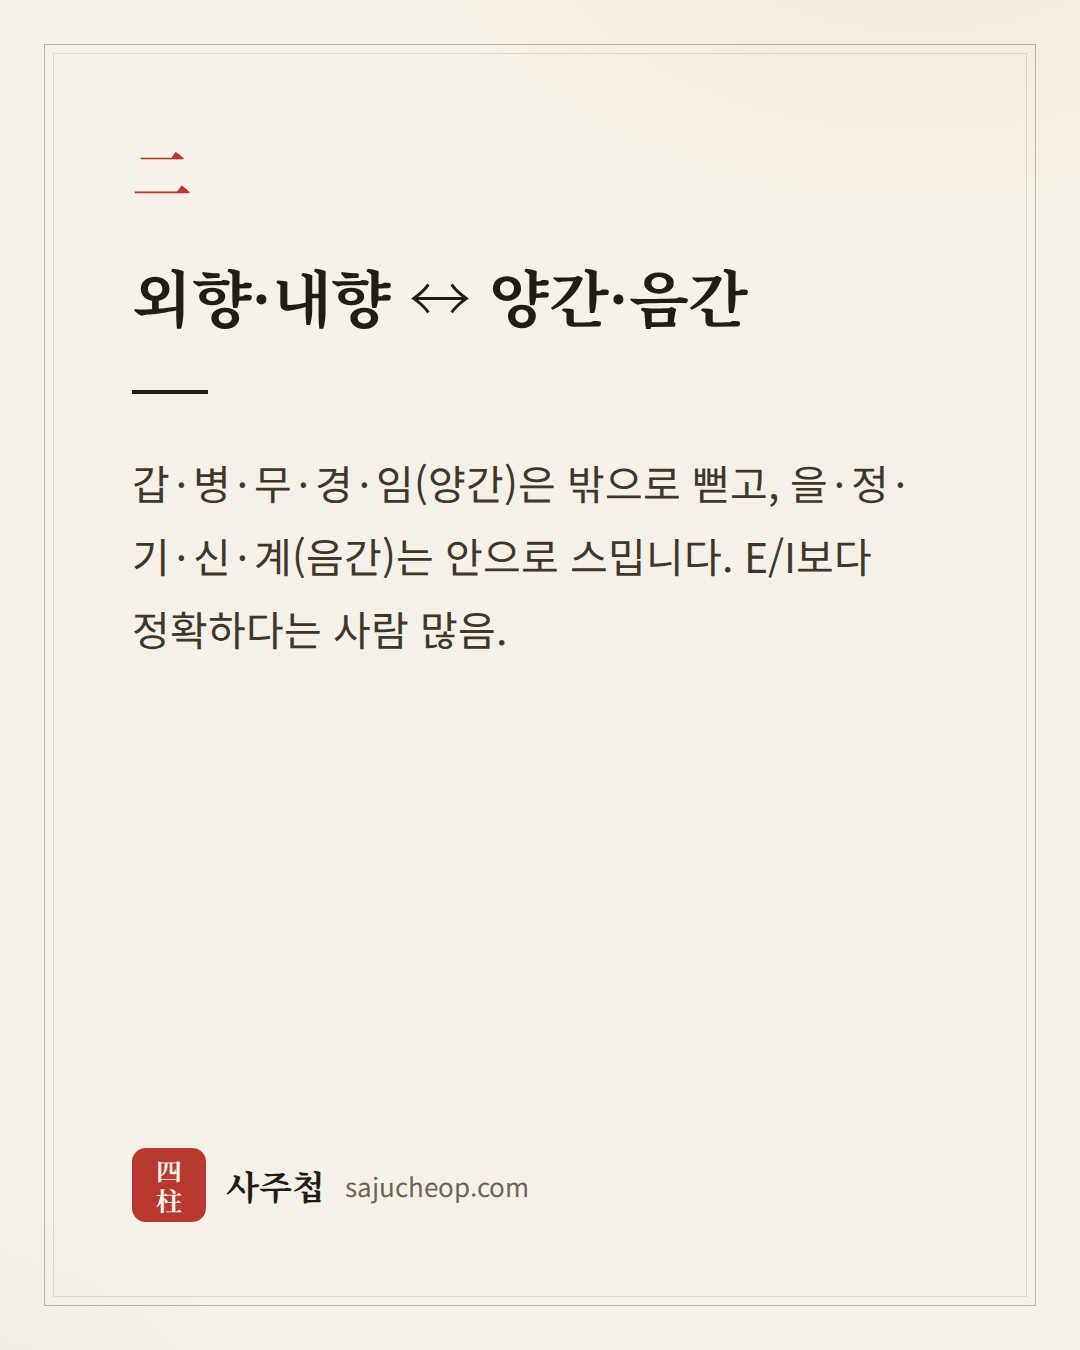 二
외향·내향 ↔ 양간·음간
갑·병·무·경·임(양간)은 밖으로 뻗고, 을·정·
기·신·계(음간)는 안으로 스밉니다. E/I보다
정확하다는 사람 많음.
四
柱
사주첩 sajucheop.com